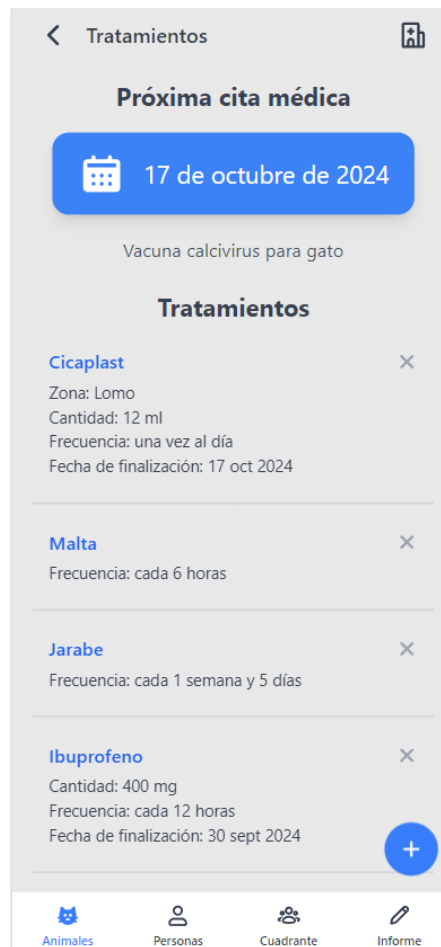 Tratamientos
Próxima cita médica
17 de octubre de 2024
Vacuna calcivirus para gato
Tratamientos
Cicaplast
Zona: Lomo
Cantidad: 12 ml
Frecuencia: una vez al día
Fecha de finalización: 17 oct 2024
Malta
Frecuencia: cada 6 horas
Jarabe
Frecuencia: cada 1 semana y 5 días
Ibuprofeno
Cantidad: 400 mg
Frecuencia: cada 12 horas
Fecha de finalización: 30 sept 2024
Animales Personas Cuadrante Informe